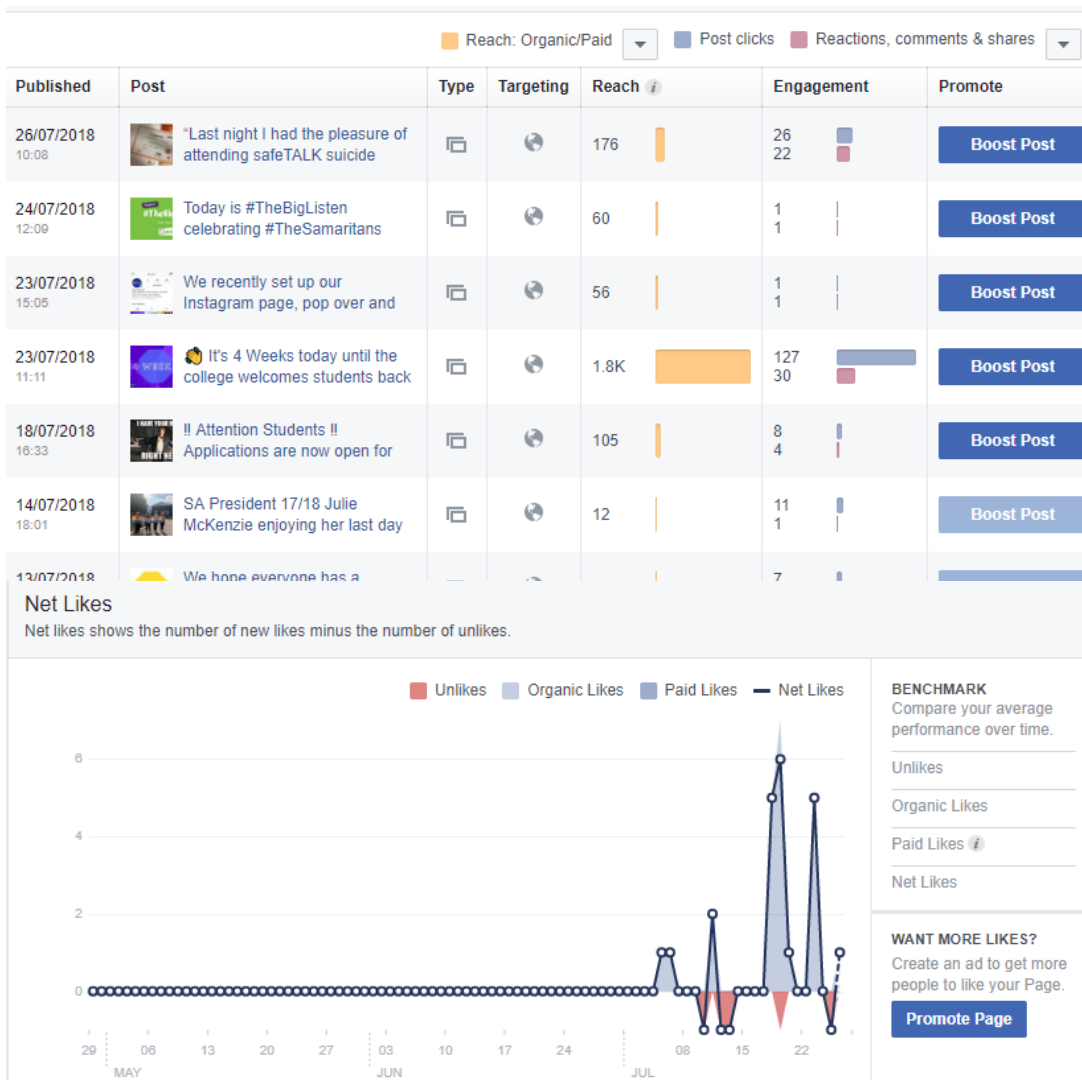 Reach: Organic/Paid Post clicks Reactions, comments & shares
Published Post Type Targeting Reach i Engagement Promote
26/07/2018
10:08
“Last night I had the pleasure of
attending safeTALK suicide
176
26
22
Boost Post
24/07/2018
12:09
Today is #TheBigListen
celebrating #TheSamaritans
60
1
1
Boost Post
23/07/2018
15:05
We recently set up our
Instagram page, pop over and
56
1
1
Boost Post
23/07/2018
11:11
It's 4 Weeks today until the
college welcomes students back
1.8K
127
30
Boost Post
18/07/2018
16:33
!! Attention Students !!
Applications are now open for
105
8
4
Boost Post
14/07/2018
18:01
SA President 17/18 Julie
McKenzie enjoying her last day
12
11
1
Boost Post
13/07/2018
We hope everyone has a
7
Net Likes
Net likes shows the number of new likes minus the number of unlikes.
Unlikes Organic Likes Paid Likes Net Likes
6
4
2
0
29 06 13 20 27 03 10 17 24 08 15 22
MAY JUN JUL
BENCHMARK
Compare your average
performance over time.
Unlikes
Organic Likes
Paid Likes i
Net Likes
WANT MORE LIKES?
Create an ad to get more
people to like your Page.
Promote Page